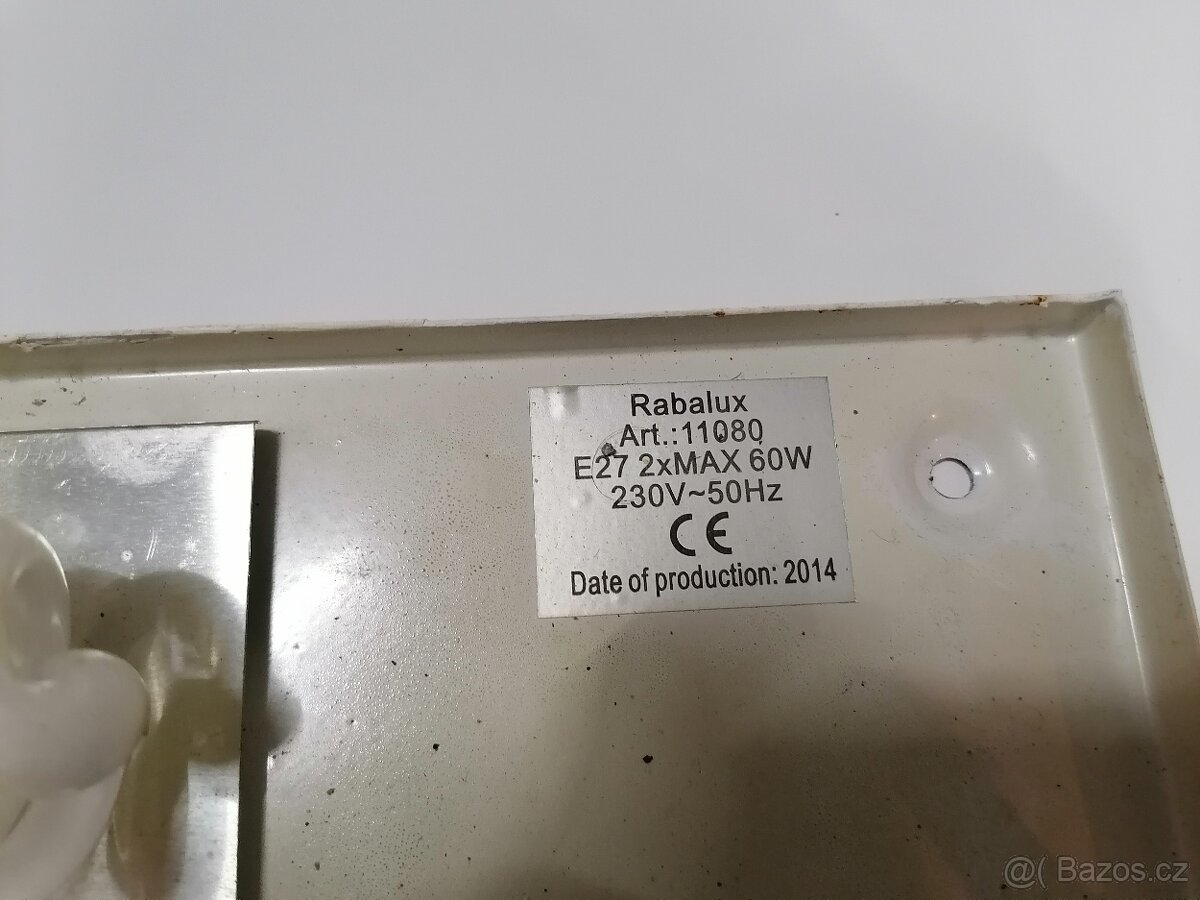 Rabalux
Art.:11080
E27 2xMAX 60W
230V~50Hz
CE
Date of production: 2014
@( Bazos.cz